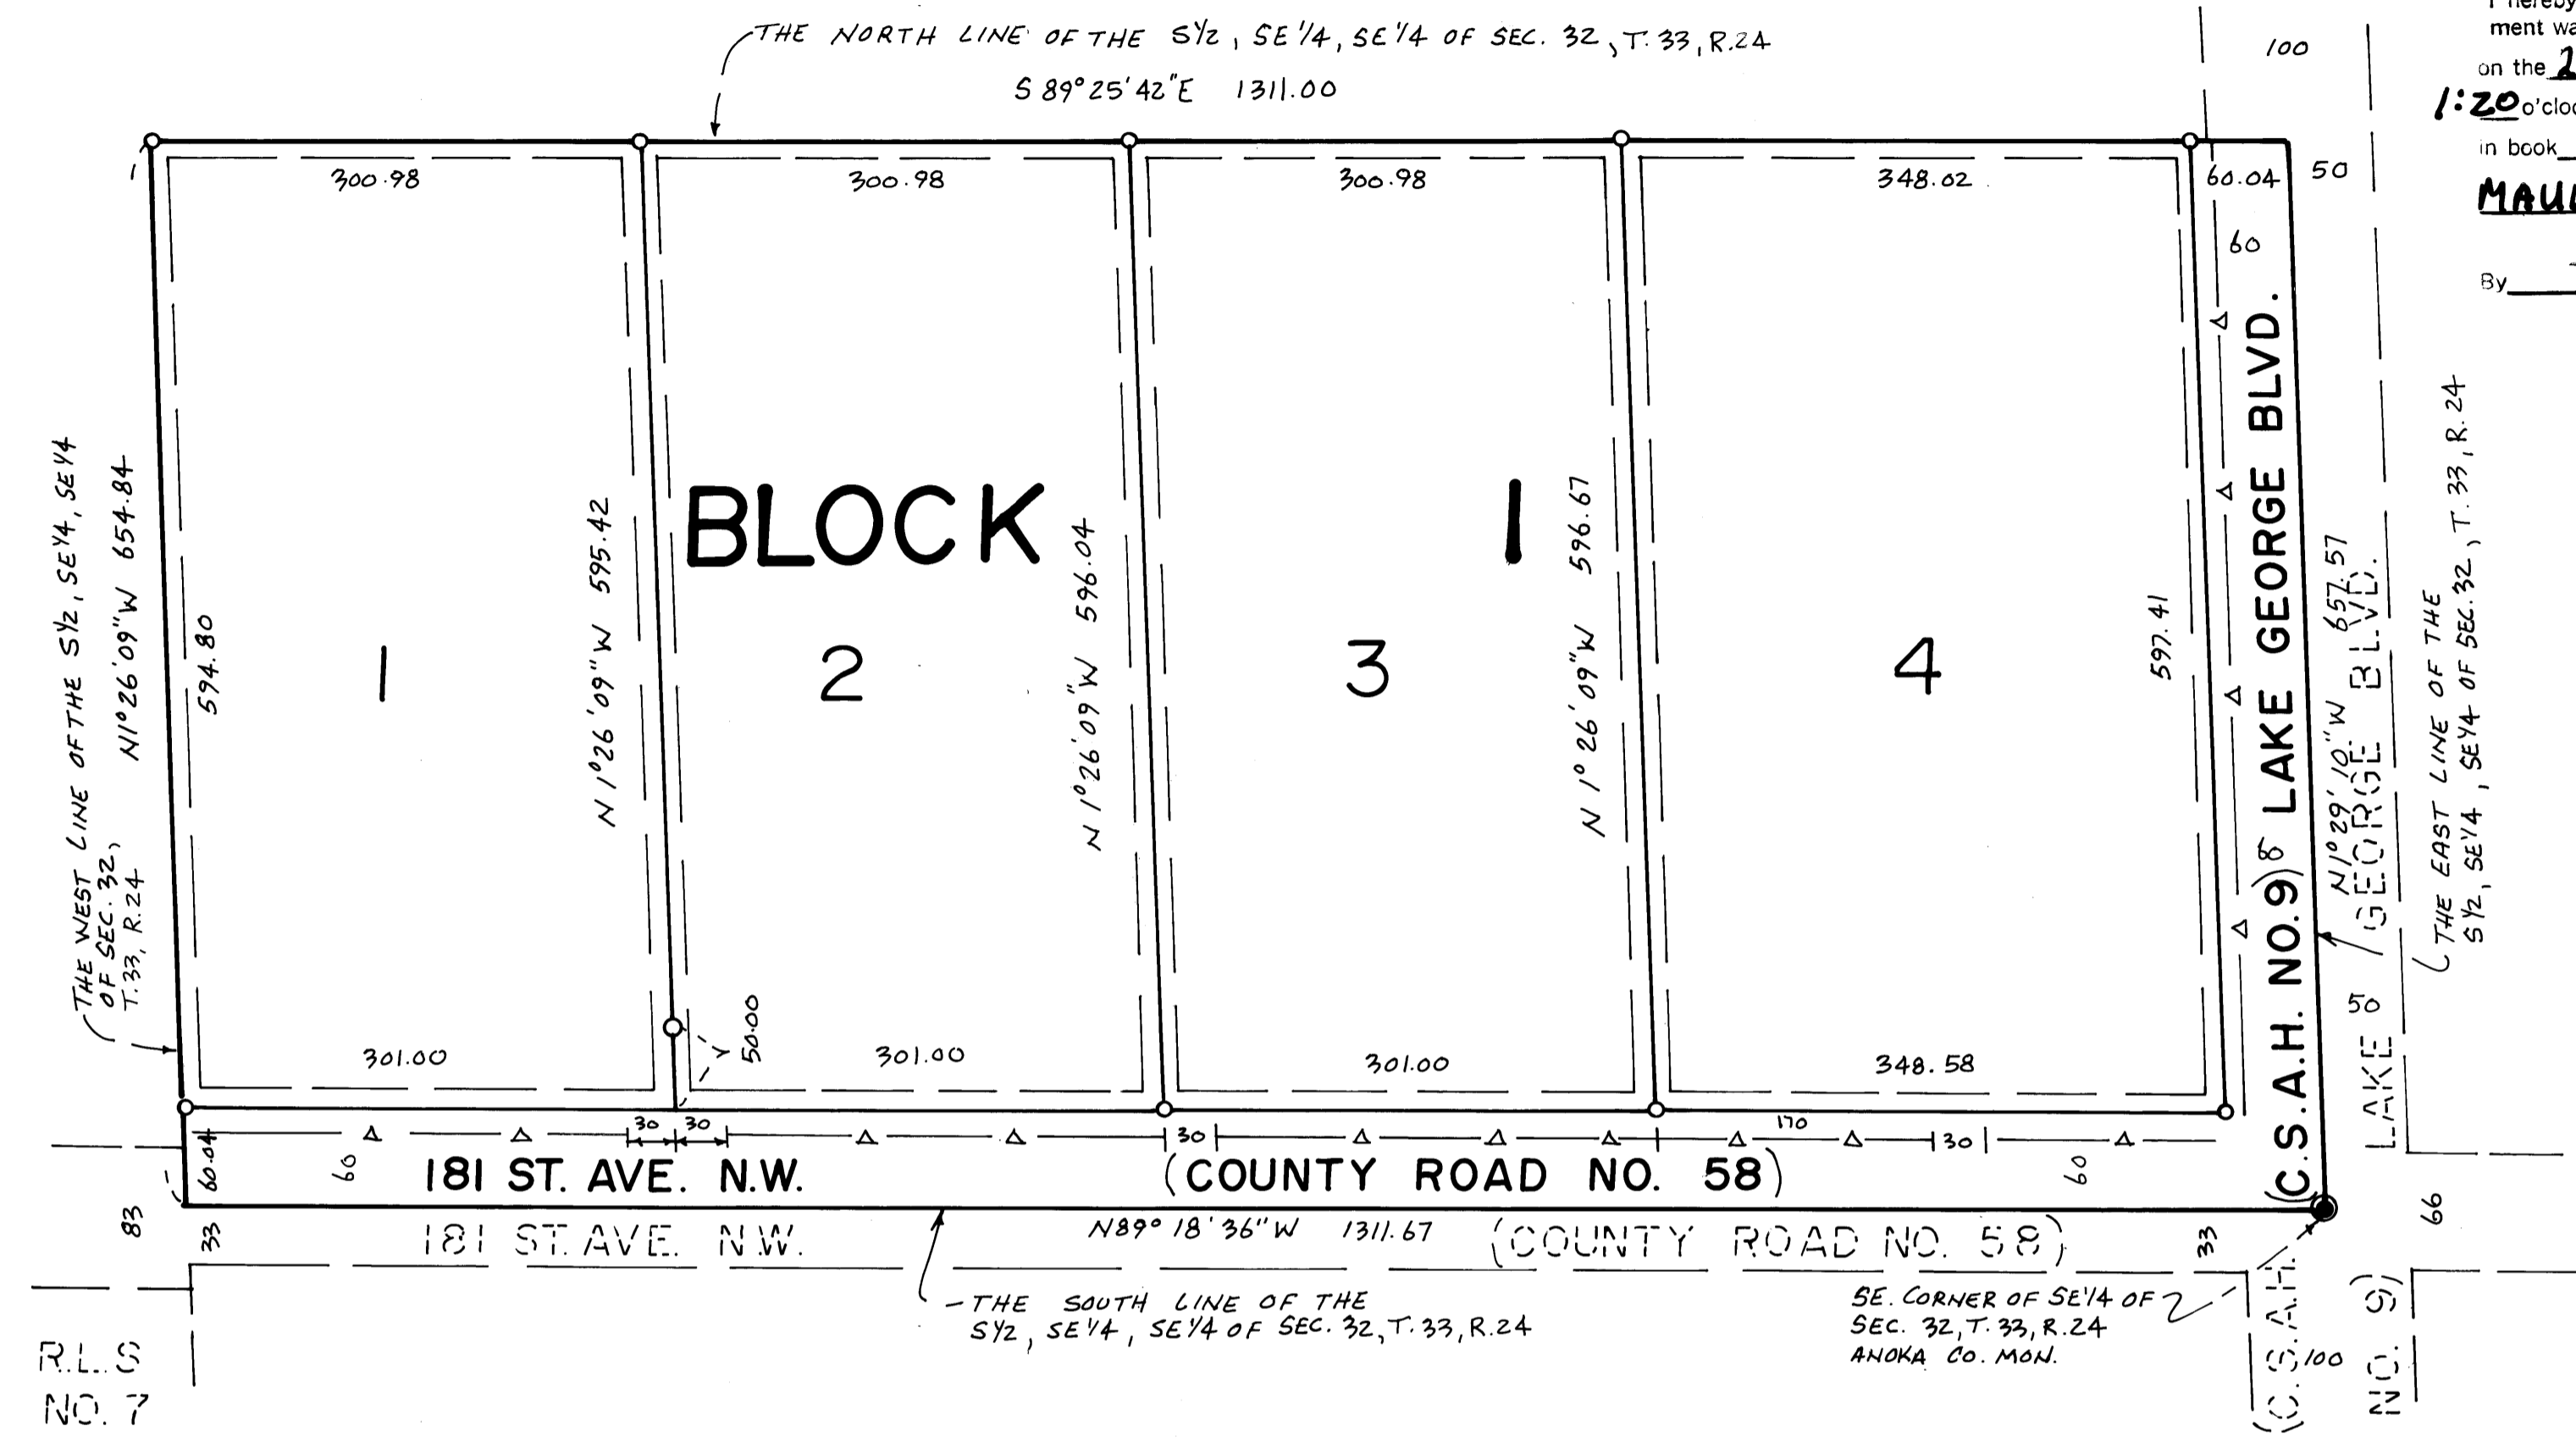 THE NORTH LINE OF THE S½, SE ¼, SE ¼ OF SEC. 32, T. 33, R.24
S 89° 25' 42" E 1311.00
100
ment
on the 2
1:20 o'cloc
in book
By
300.98
300.98
300.98
348.02
60.04
50
60
THE WEST LINE OF THE S½, SE¼, SE¼
OF SEC. 32,
T.33, R.24
N1° 26' 09" W 654.84
594.80
N 1° 26' 09" W 595.42
N 1° 26' 09" W 596.04
N 1° 26' 09" W 596.67
597.41
BLOCK 1
1
2
3
4
(C.S.A.H. NO. 9) LAKE GEORGE BLVD.
N1° 29' 10" W 657.57
LAKE GEORGE BLVD.
THE EAST LINE OF THE
S½, SE¼, SE¼ OF SEC. 32, T. 33, R. 24
50
50.00
301.00
301.00
301.00
348.58
30 30
30
170
30
60.04
60
181 ST. AVE. N.W. (COUNTY ROAD NO. 58)
60
83
33
181 ST. AVE. N.W.
N89° 18' 36" W 1311.67
(COUNTY ROAD NO. 58)
33
66
THE SOUTH LINE OF THE
S½, SE¼, SE¼ OF SEC. 32, T. 33, R.24
SE. CORNER OF SE¼ OF
SEC. 32, T. 33, R.24
ANOKA CO. MON.
(C.S.A.H.
NO. 9)
100
R.L.S
NO. 7